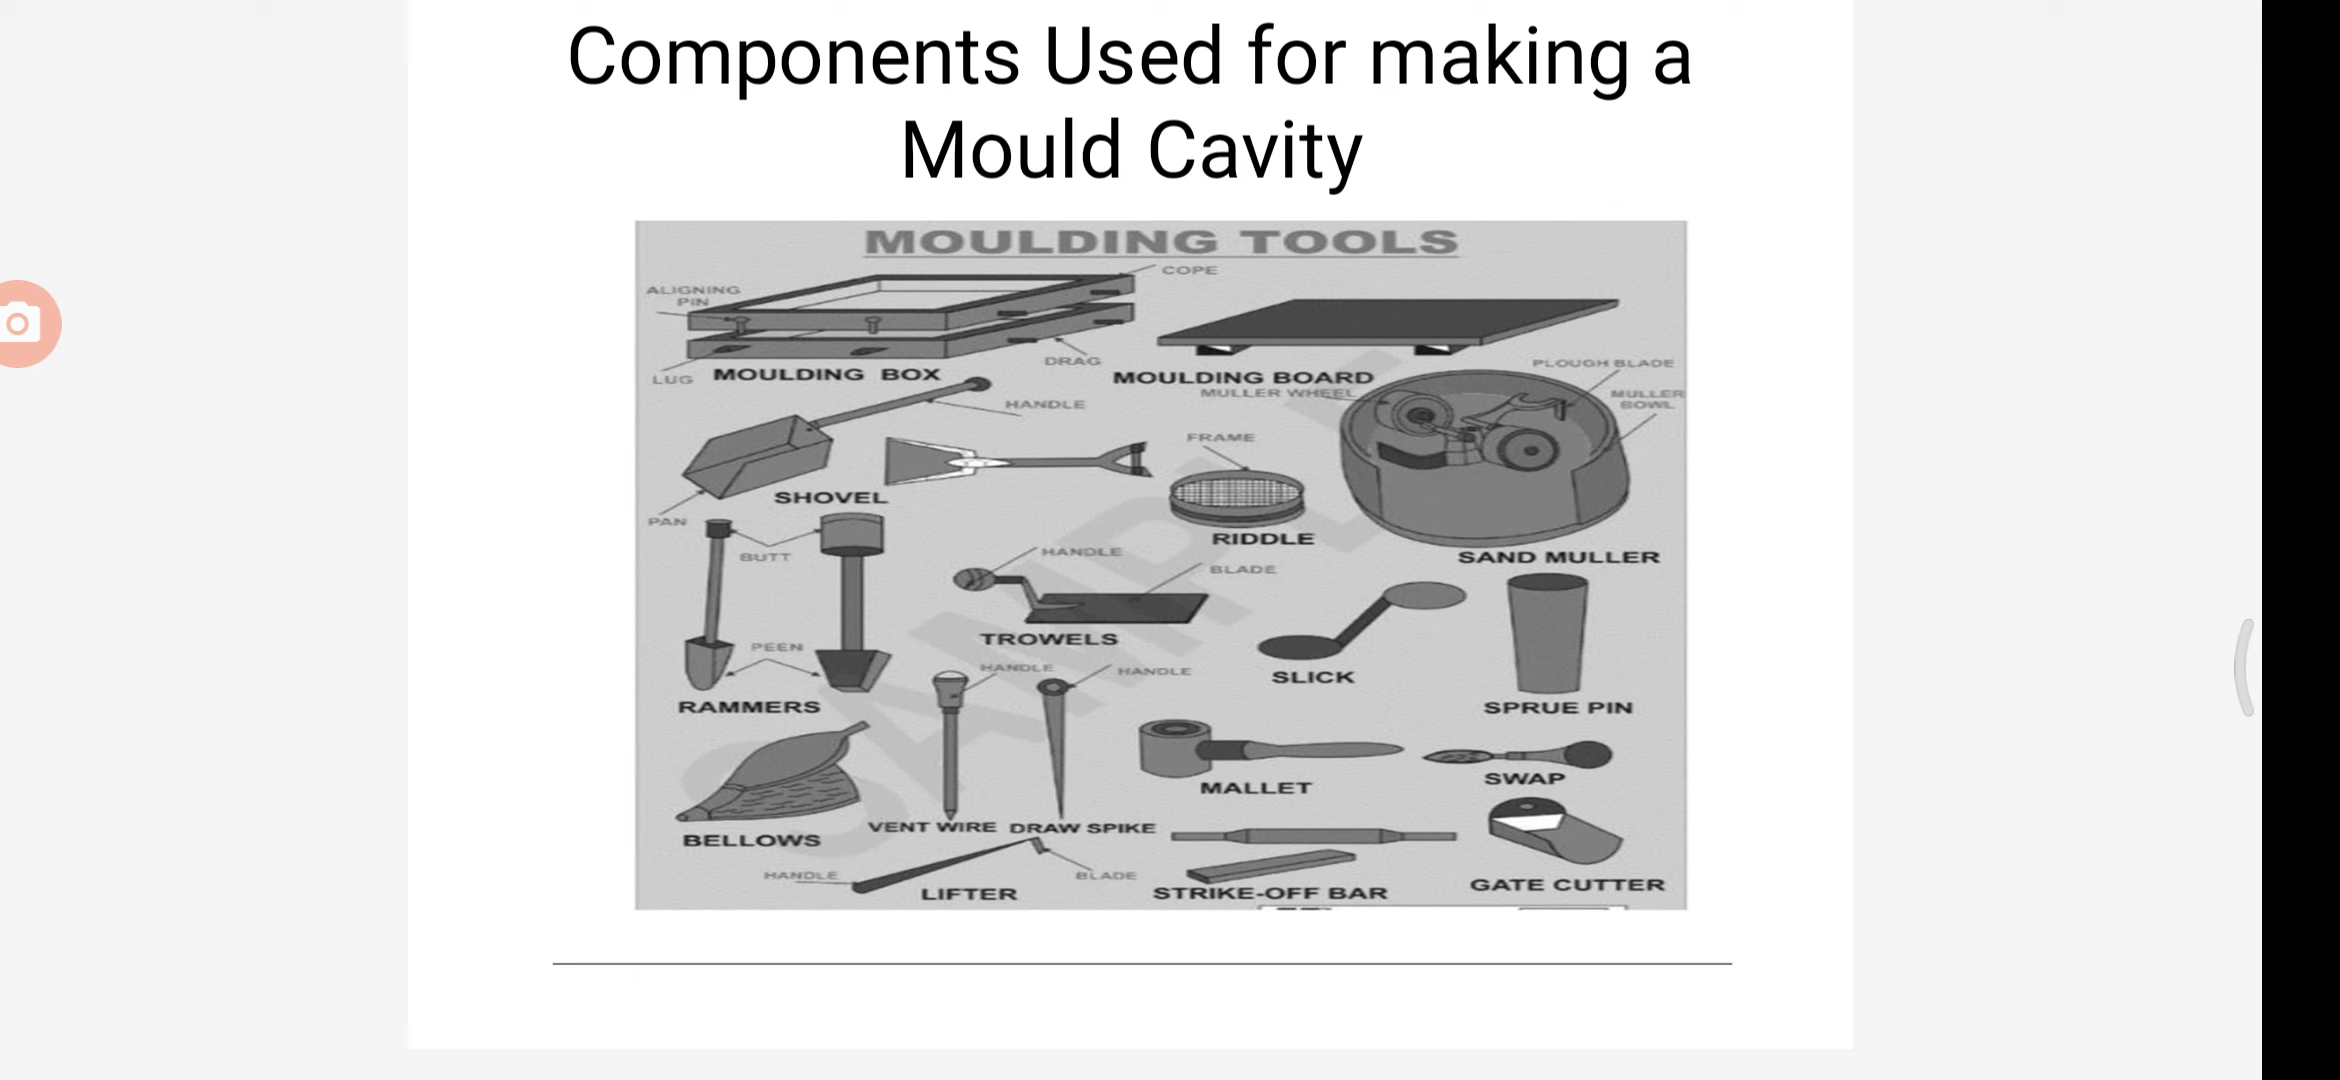 Components Used for making a
Mould Cavity
MOULDING TOOLS
COPE
ALIGNING
PIN
DRAG
LUG
MOULDING BOX
MOULDING BOARD
PLOUGH BLADE
MULLER WHEEL
MULLER
BOWL
HANDLE
FRAME
SHOVEL
PAN
RIDDLE
SAND MULLER
BUTT
HANDLE
BLADE
TROWELS
PEEN
HANDLE
HANDLE
SLICK
RAMMERS
SPRUE PIN
MALLET
SWAP
VENT WIRE
DRAW SPIKE
BELLOWS
HANDLE
BLADE
LIFTER
STRIKE-OFF BAR
GATE CUTTER
SAMPLE